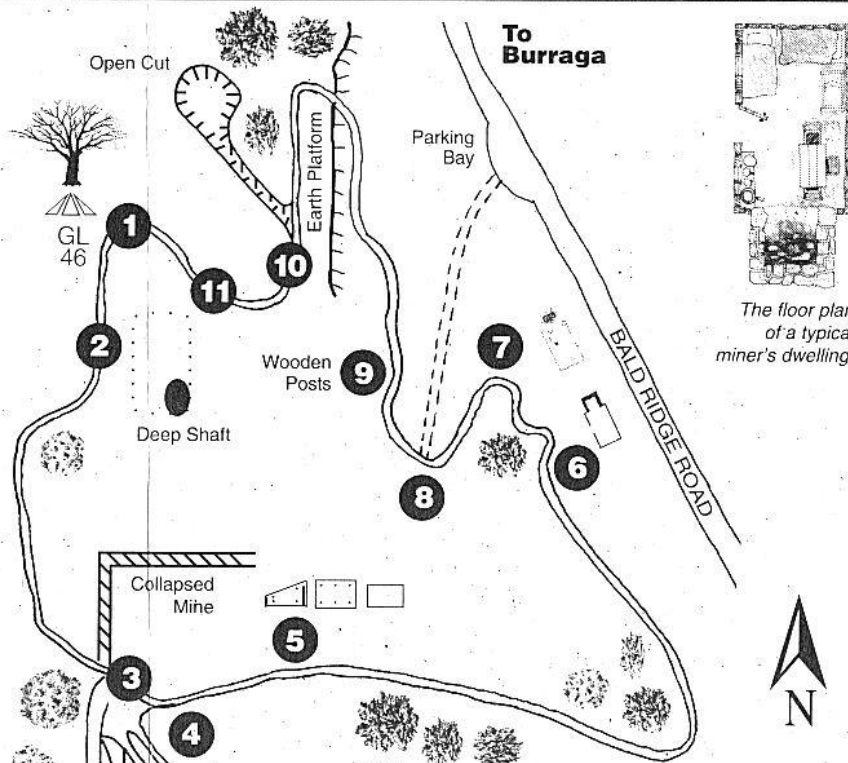 To
Burraga
Open Cut
Parking
Bay
Earth Platform
GL
46
1
10
11
The floor plan
of a typica
miner's dwelling
2
7
Wooden
Posts
9
BALD RIDGE ROAD
Deep Shaft
6
8
Collapsed
Mine
5
3
4
N